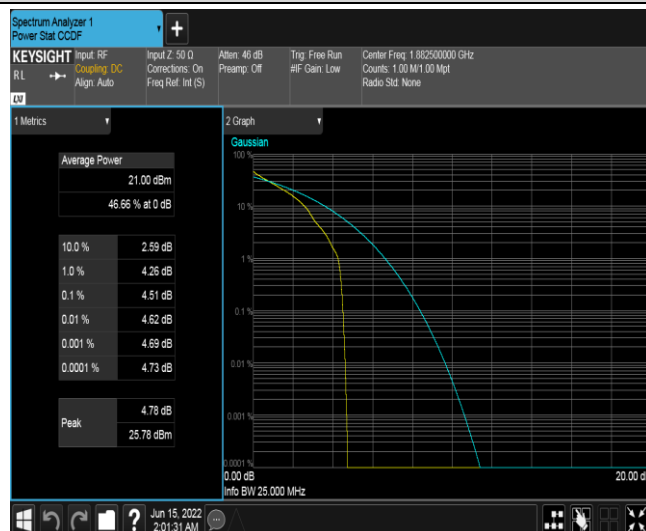 Spectrum Analyzer 1
Power Stat CCDF
+
KEYSIGHT
RL
Input: RF
Coupling: DC
Align: Auto
Input Z: 50 Ω
Corrections: On
Freq Ref: Int (S)
Atten: 46 dB
Preamp: Off
Trig: Free Run
#IF Gain: Low
Center Freq: 1.882500000 GHz
Counts: 1.00 M/1.00 Mpt
Radio Std: None
1 Metrics
Average Power
21.00 dBm
46.66 % at 0 dB
10.0 % 2.59 dB
1.0 % 4.26 dB
0.1 % 4.51 dB
0.01 % 4.62 dB
0.001 % 4.69 dB
0.0001 % 4.73 dB
Peak
4.78 dB
25.78 dBm
2 Graph
Gaussian
100 %
10 %
1 %
0.1 %
0.01 %
0.001 %
0.0001 %
0.00 dB
20.00 d
Info BW 25.000 MHz
?
Jun 15, 2022
2:01:31 AM